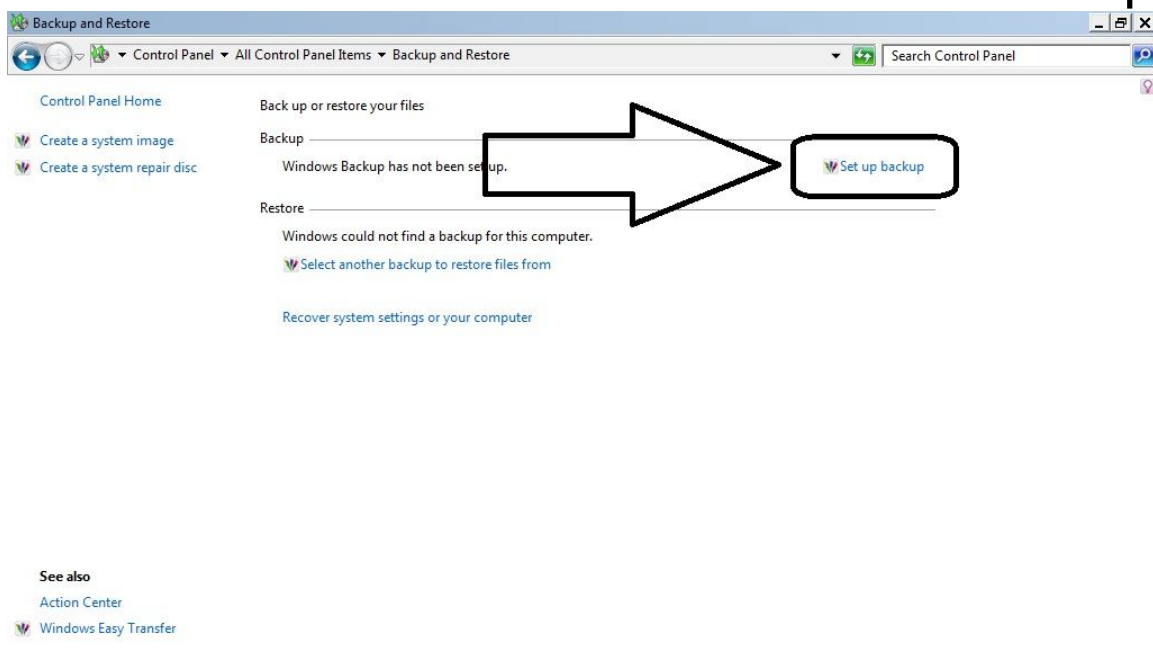 Backup and Restore
Control Panel All Control Panel Items Backup and Restore Search Control Panel
Control Panel Home
Create a system image
Create a system repair disc
Back up or restore your files
Backup
Windows Backup has not been set up.
Set up backup
Restore
Windows could not find a backup for this computer.
Select another backup to restore files from
Recover system settings or your computer
See also
Action Center
Windows Easy Transfer